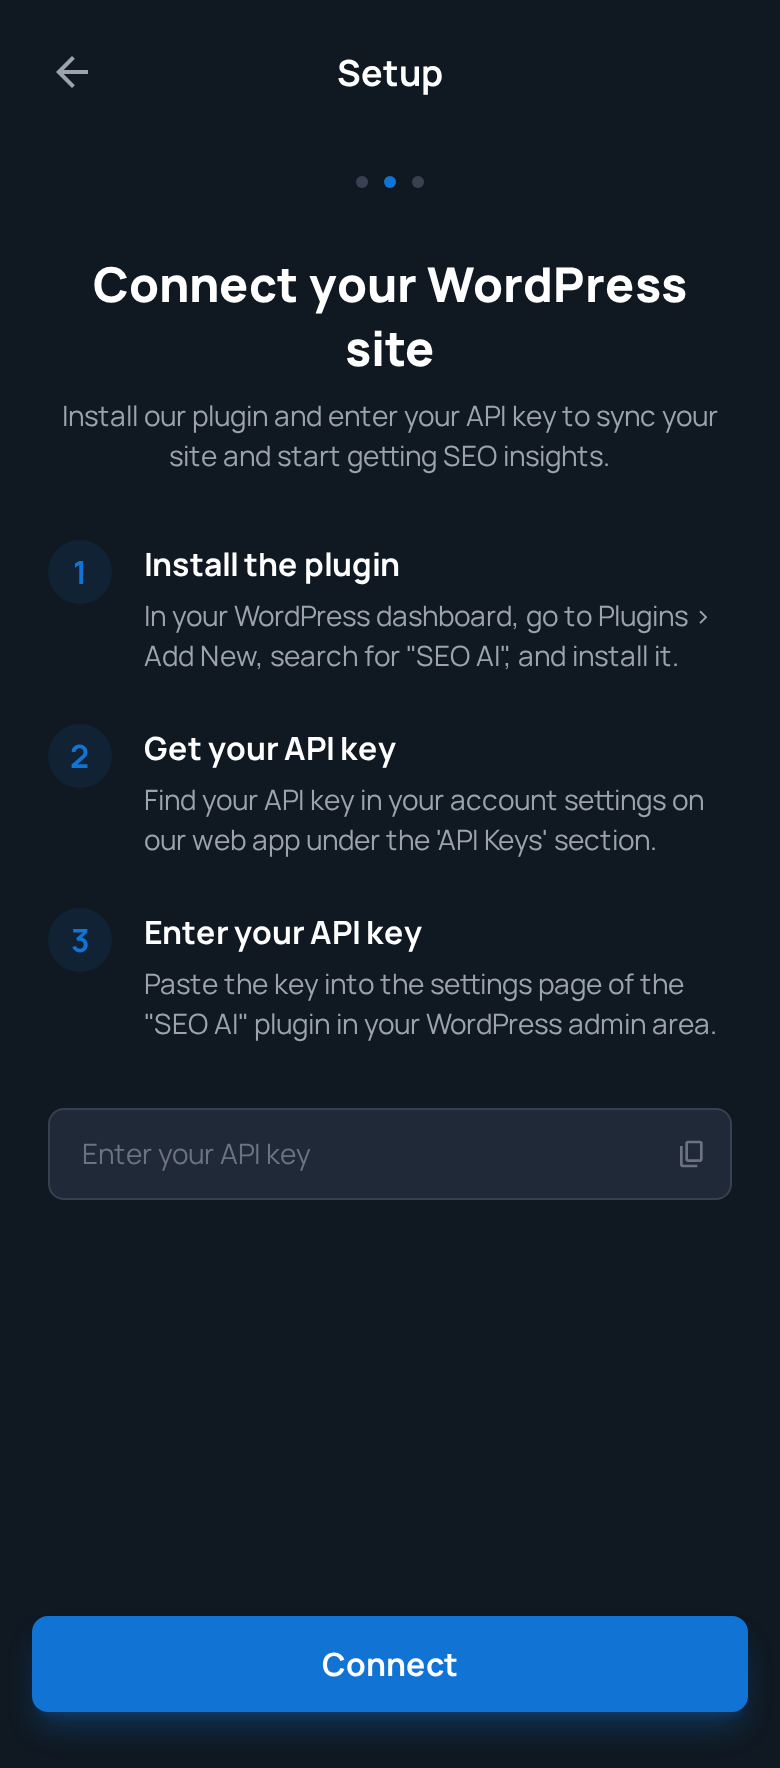 Setup
Connect your WordPress
site
Install our plugin and enter your API key to sync your
site and start getting SEO insights.
1
Install the plugin
In your WordPress dashboard, go to Plugins >
Add New, search for "SEO AI", and install it.
2
Get your API key
Find your API key in your account settings on
our web app under the 'API Keys' section.
3
Enter your API key
Paste the key into the settings page of the
"SEO AI" plugin in your WordPress admin area.
Enter your API key
Connect